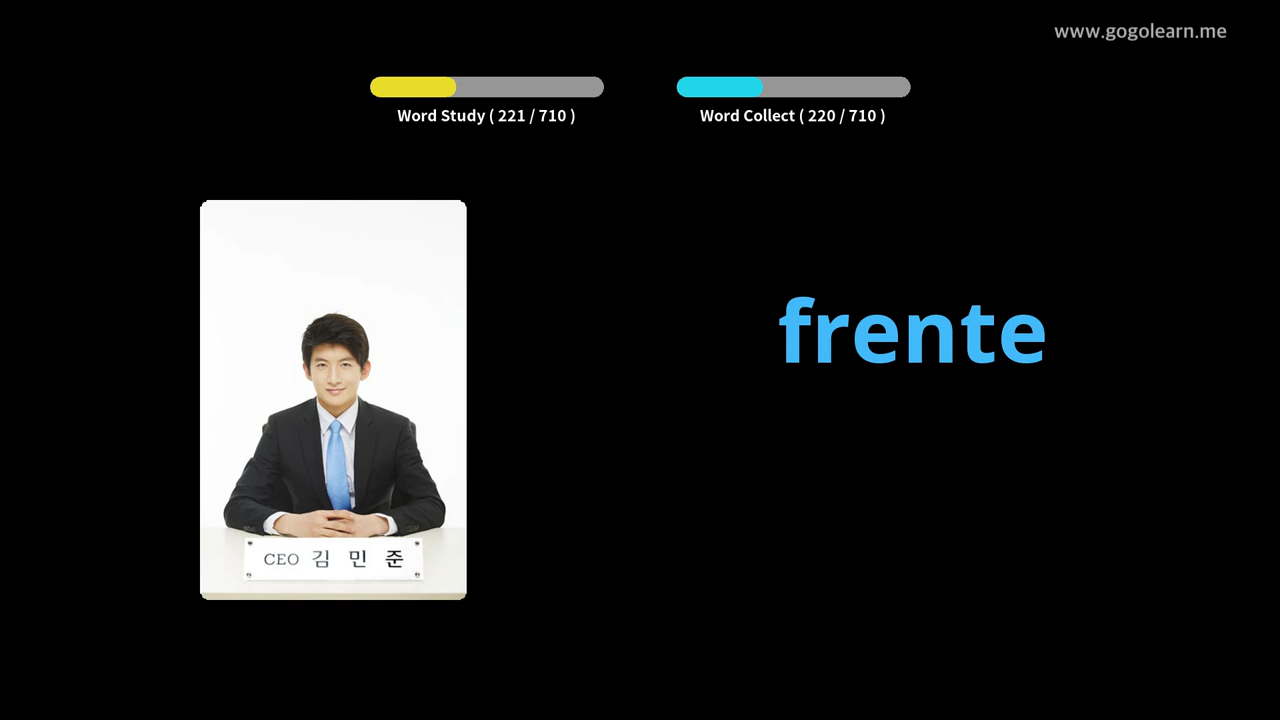 www.gogolearn.me
Word Study ( 221 / 710 )
Word Collect ( 220 / 710 )
frente
CEO 김 민 준